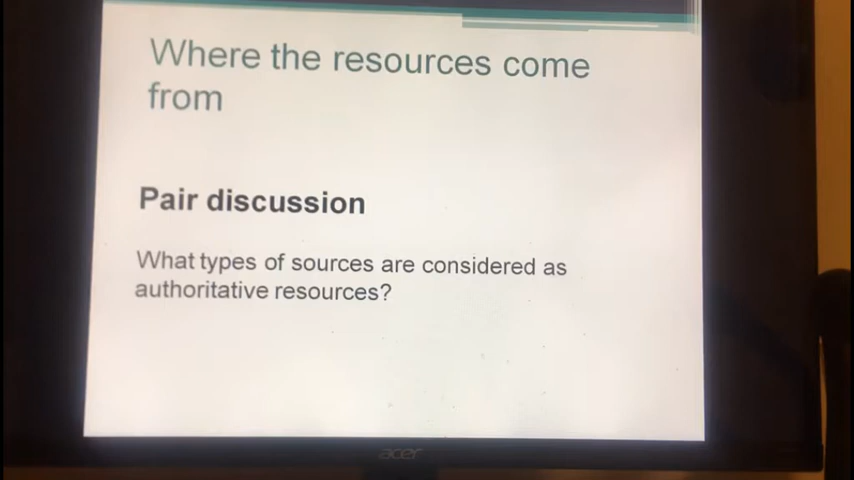 Where the resources come
from
Pair discussion
What types of sources are considered as
authoritative resources?
acer